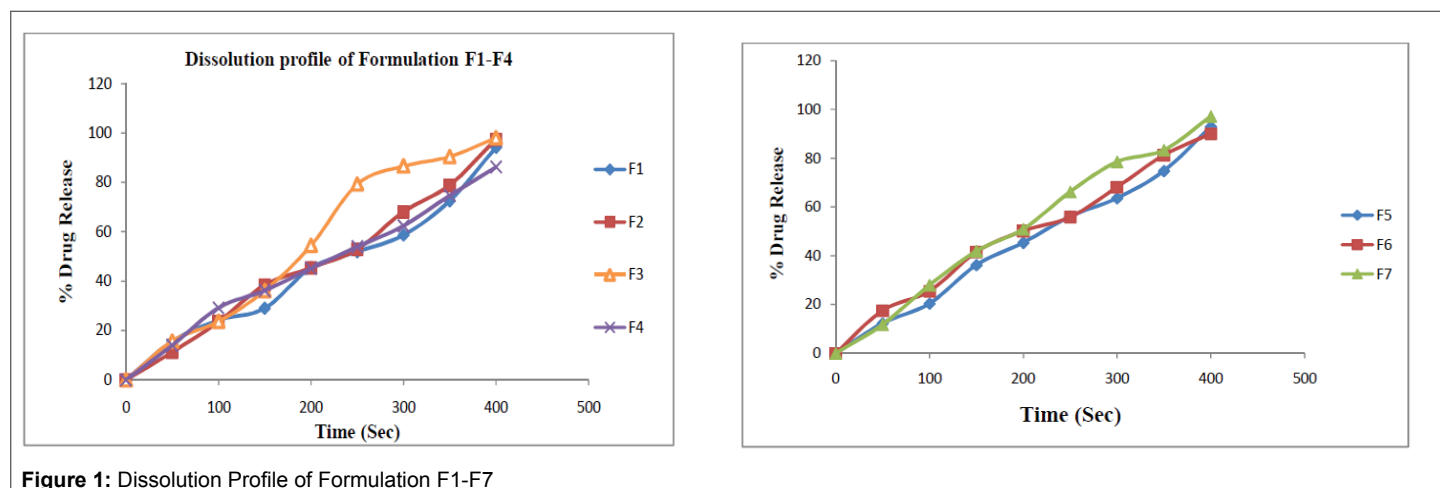 Dissolution profile of Formulation F1-F4
% Drug Release
120
100
80
60
40
20
0
0 100 200 300 400 500
Time (Sec)
F1
F2
F3
F4
% Drug Release
120
100
80
60
40
20
0
0 100 200 300 400 500
Time (Sec)
F5
F6
F7
Figure 1: Dissolution Profile of Formulation F1-F7